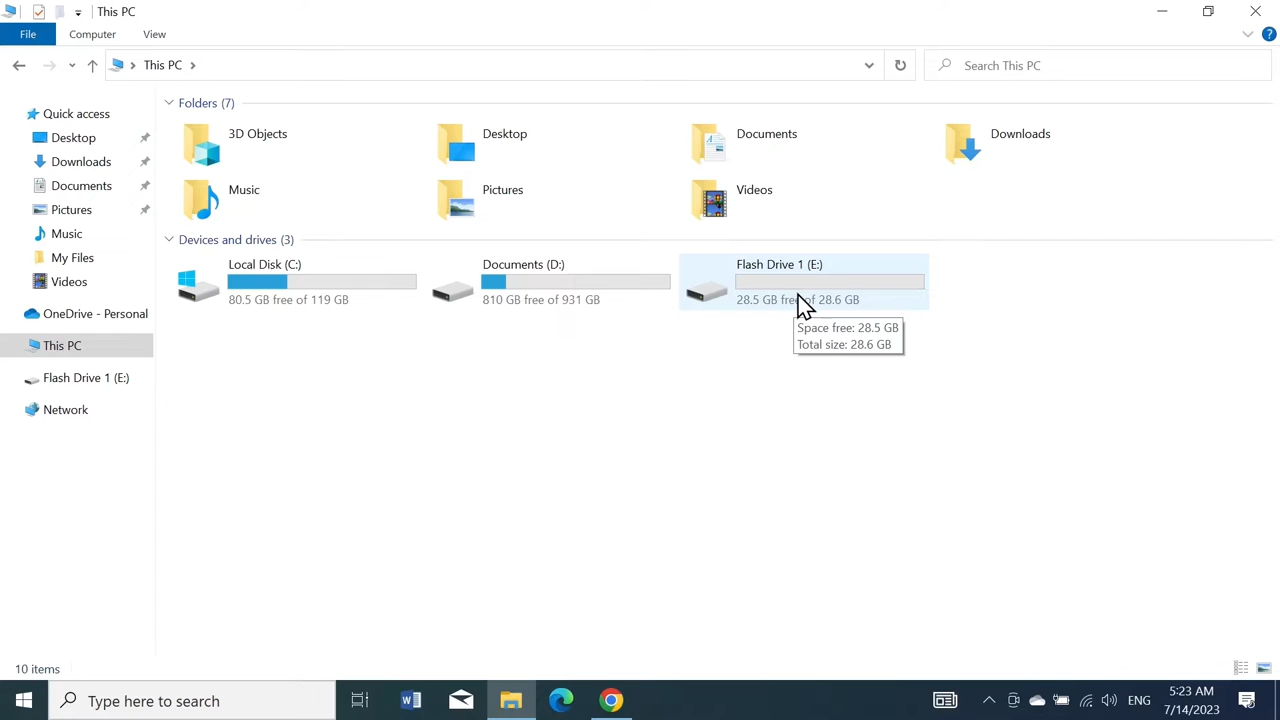 This PC
File
Computer
View
This PC
Search This PC
Quick access
Desktop
Downloads
Documents
Pictures
Music
My Files
Videos
OneDrive - Personal
This PC
Flash Drive 1 (E:)
Network
Folders (7)
3D Objects
Desktop
Documents
Downloads
Music
Pictures
Videos
Devices and drives (3)
Local Disk (C:)
80.5 GB free of 119 GB
Documents (D:)
810 GB free of 931 GB
Flash Drive 1 (E:)
28.5 GB free of 28.6 GB
Space free: 28.5 GB
Total size: 28.6 GB
10 items
Type here to search
ENG
5:23 AM
7/14/2023